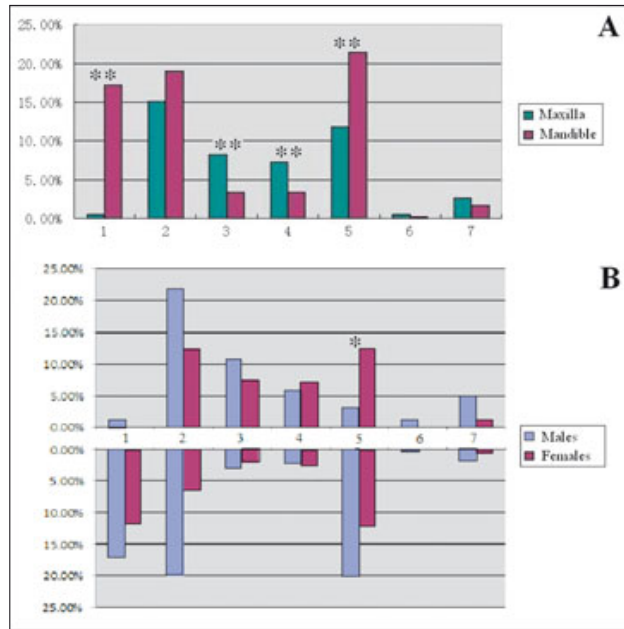 A
25.00%
20.00%
15.00%
10.00%
5.00%
0.00%
** ** ** **
1 2 3 4 5 6 7
Maxilla
Mandible
B
25.00%
20.00%
15.00%
10.00%
5.00%
0.00%
*
1 2 3 4 5 6 7
0.00%
5.00%
10.00%
15.00%
20.00%
25.00%
Males
Females